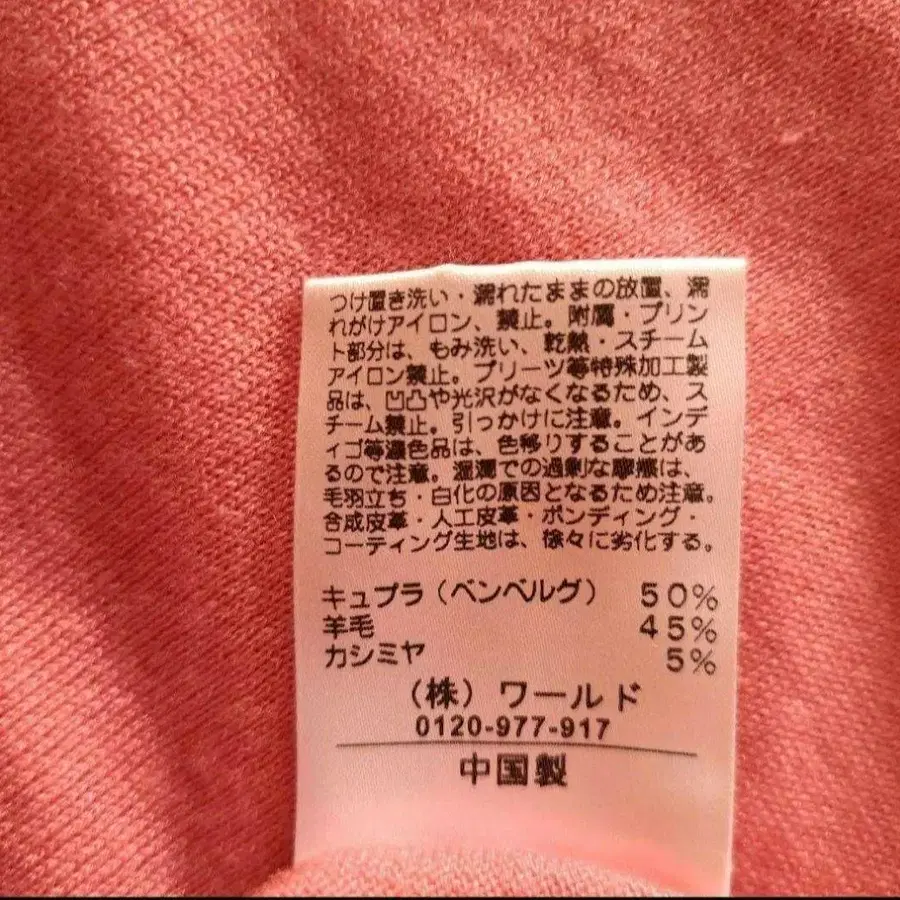 つけ置き洗い・濡れたままの放置、濡
れがけアイロン、禁止。附属・プリン
ト部分は、もみ洗い、乾熱・スチーム
アイロン禁止。プリーツ等特殊加工製
品は、凹凸や光沢がなくなるため、ス
チーム禁止。引っかけに注意。インデ
ィゴ等濃色品は、色移りすることがあ
るので注意。湿潤での過剰な摩擦は、
毛羽立ち・白化の原因となるため注意。
合成皮革・人工皮革・ボンディング・
コーティング生地は、徐々に劣化する。
キュプラ（ベンベルグ） 50%
羊毛 45%
カシミヤ 5%
（株）ワールド
0120-977-917
中国製